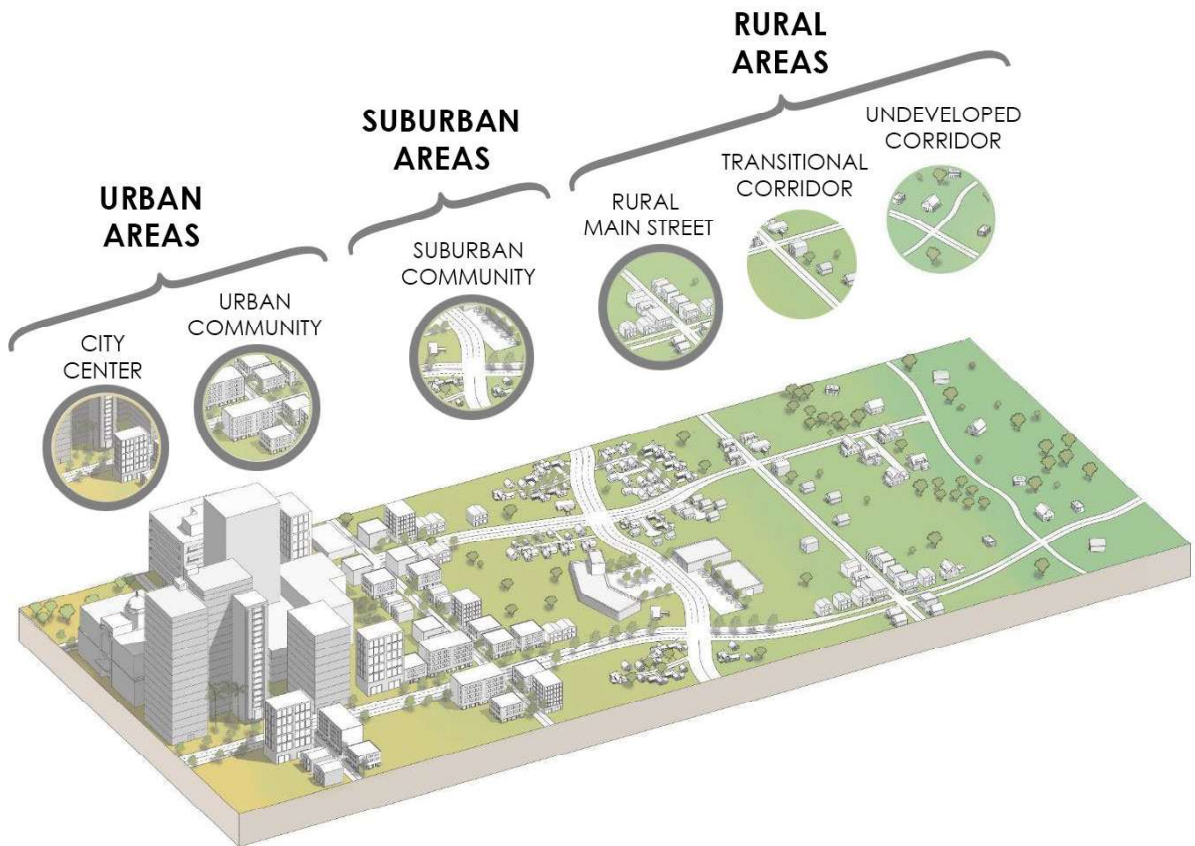 URBAN
AREAS
CITY
CENTER
URBAN
COMMUNITY
SUBURBAN
AREAS
SUBURBAN
COMMUNITY
RURAL
AREAS
RURAL
MAIN STREET
TRANSITIONAL
CORRIDOR
UNDEVELOPED
CORRIDOR